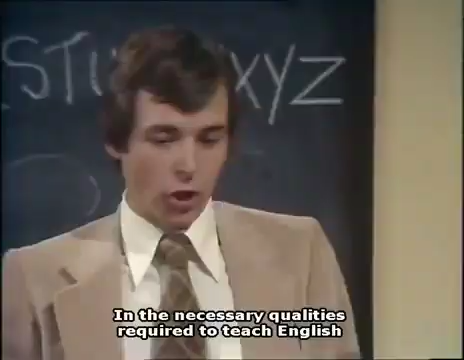 STU XYZ
In the necessary qualities
required to teach English